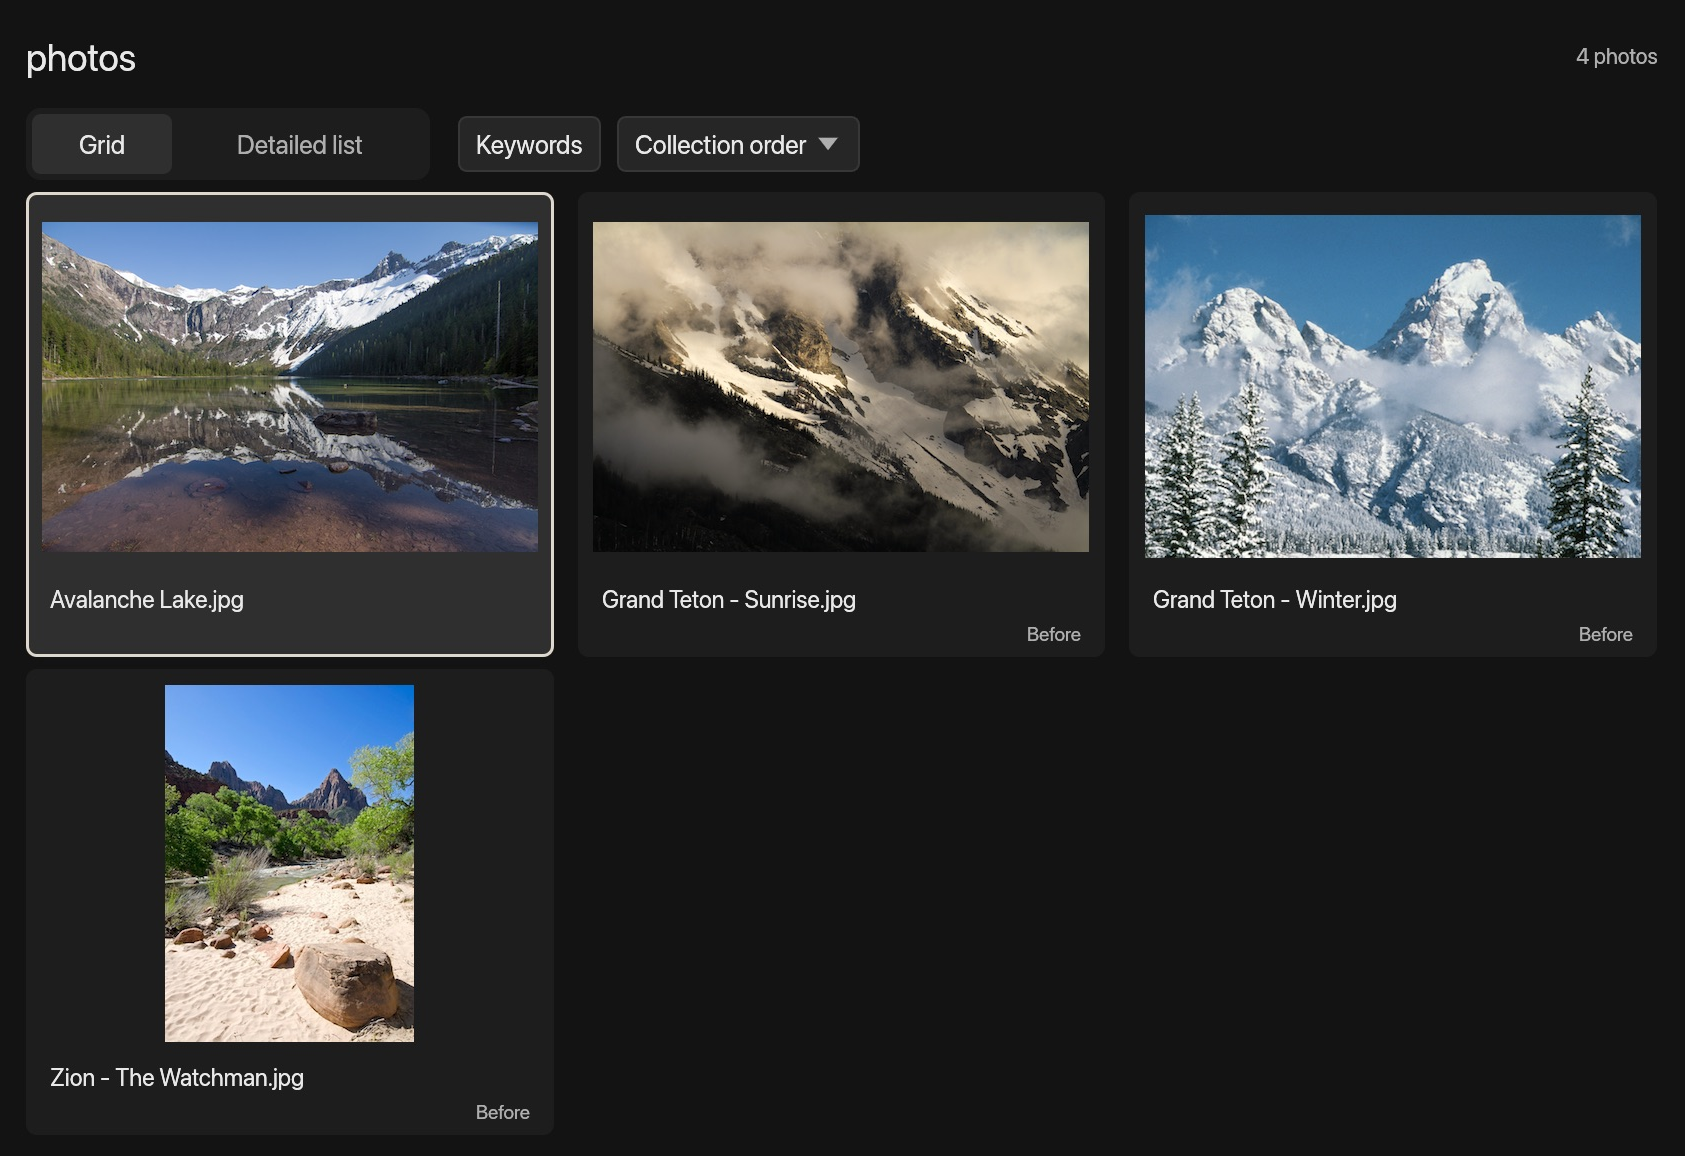 photos
4 photos
Grid
Detailed list
Keywords
Collection order
Avalanche Lake.jpg
Grand Teton - Sunrise.jpg
Before
Grand Teton - Winter.jpg
Before
Zion - The Watchman.jpg
Before